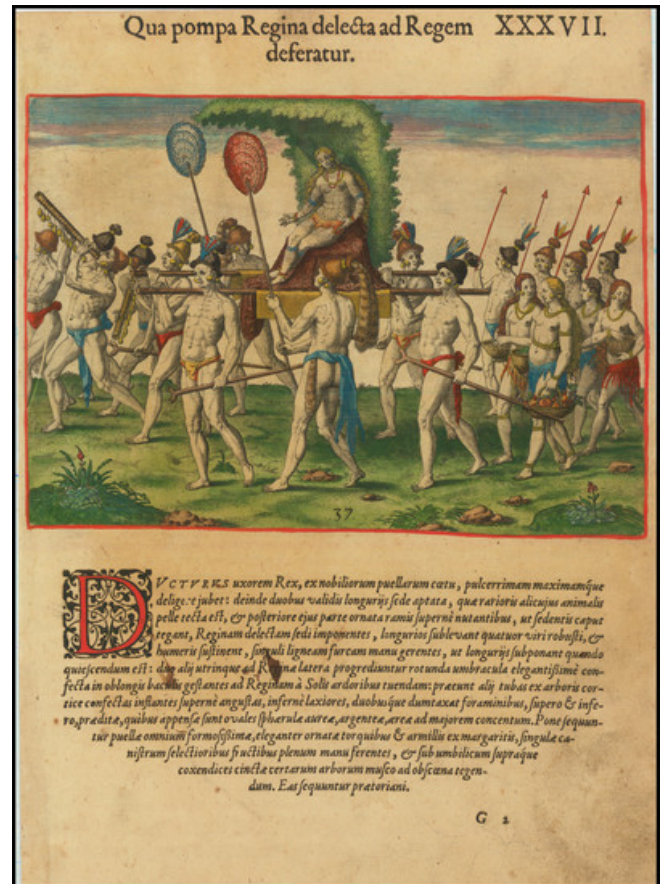 Qua pompa Regina delecta ad Regem XXXVII.
deferatur.
37
DVCTVRVS uxorem Rex, ex nobiliorum puellarum cœtu, pulcerrimam maximamque
delige:e jubet: deinde duobus validis longurijs sede aptata, quæ rarioris alicujus animalis
pelle tecta est, & posteriore ejus parte ornata ramis supernè nutantibus, ut sedentis caput
tegant, Reginam delectam sedi imponentes, longurios sublevant quatuor viri robusti, &
humeris sustinent, singuli ligneam furcam manu gerentes, ut longurijs subponant quando
quiescendum est: duo alij utrinque ad Reginæ latera progrediuntur rotunda umbracula elegantissimè con-
fecta in oblongis baculis gestantes ad Reginam à Solis ardoribus tuendam: præeunt alij tubas ex arboris cor-
tice confectas inflantes supernè angustas, infernè laxiores, duobusque dumtaxat foraminibus, supero & infe-
ro, præditæ, quibus appensæ sunt ovales sphærulæ aureæ, argenteæ, æreæ ad majorem concentum. Pone sequun-
tur puellæ omnium formosissimæ, eleganter ornatæ torquibus & armillis ex margaritis, singulæ ca-
nistrum selectioribus fructibus plenum manu ferentes, & sub umbilicum supraque
coxendices cinctæ certarum arborum musco ad obscœna tegen-
dum. Eas sequuntur prætoriani.
G 2